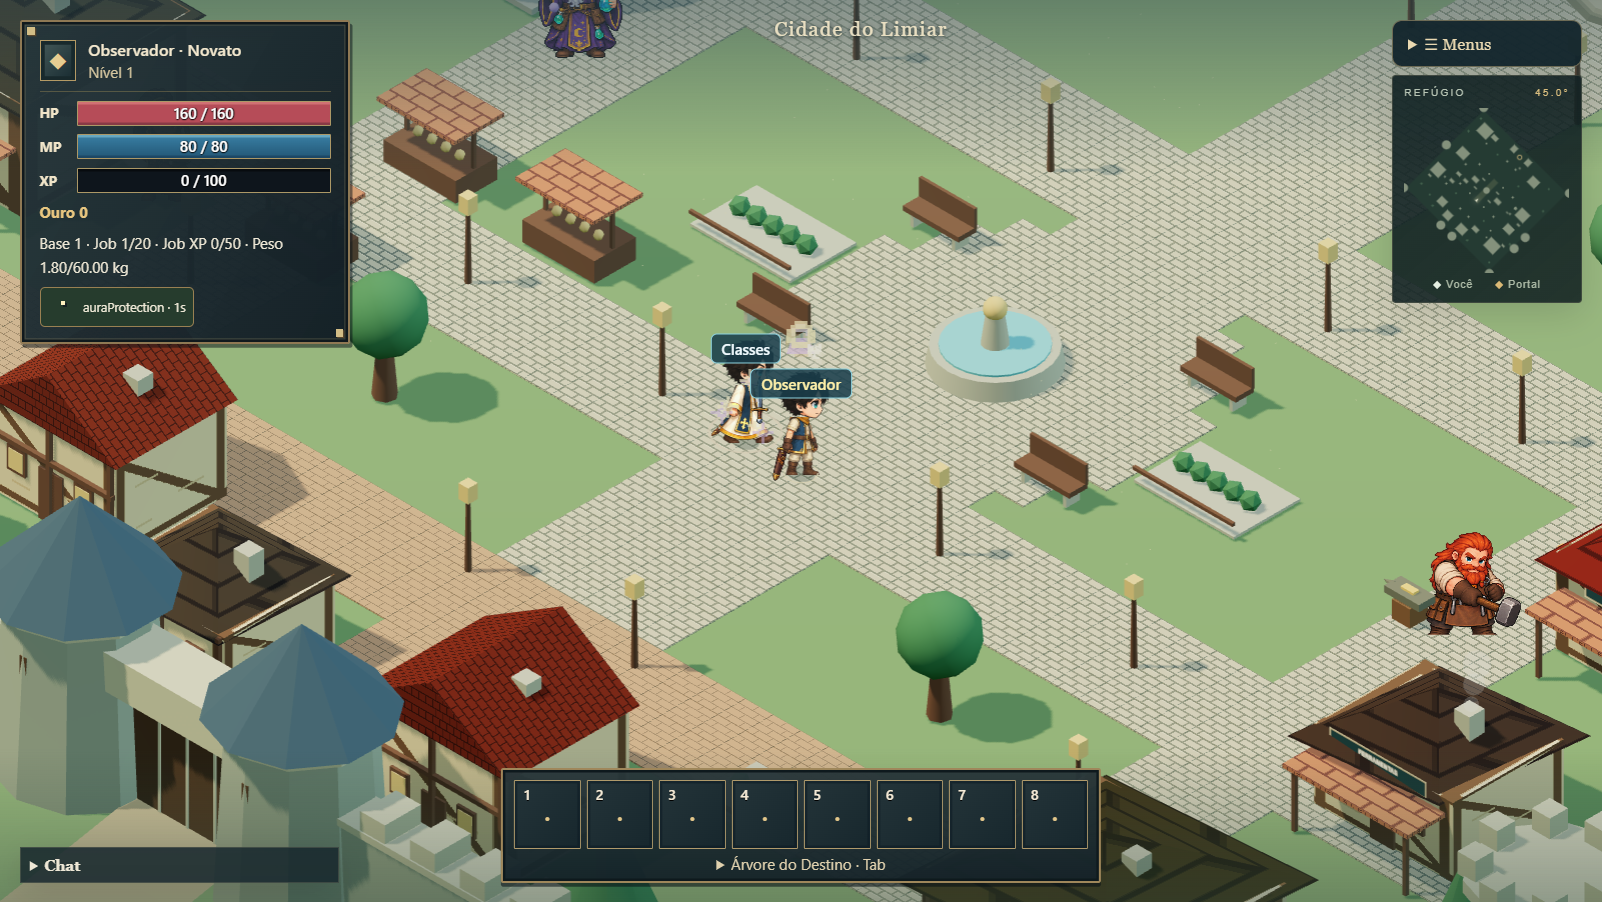 Cidade do Limiar
Observador · Novato
Nível 1
HP
160 / 160
MP
80 / 80
XP
0 / 100
Ouro 0
Base 1 · Job 1/20 · Job XP 0/50 · Peso
1.80/60.00 kg
auraProtection · 1s
☰ Menus
REFÚGIO
45.0°
Você
Portal
Classes
Observador
1
2
3
4
5
6
7
8
Árvore do Destino · Tab
Chat